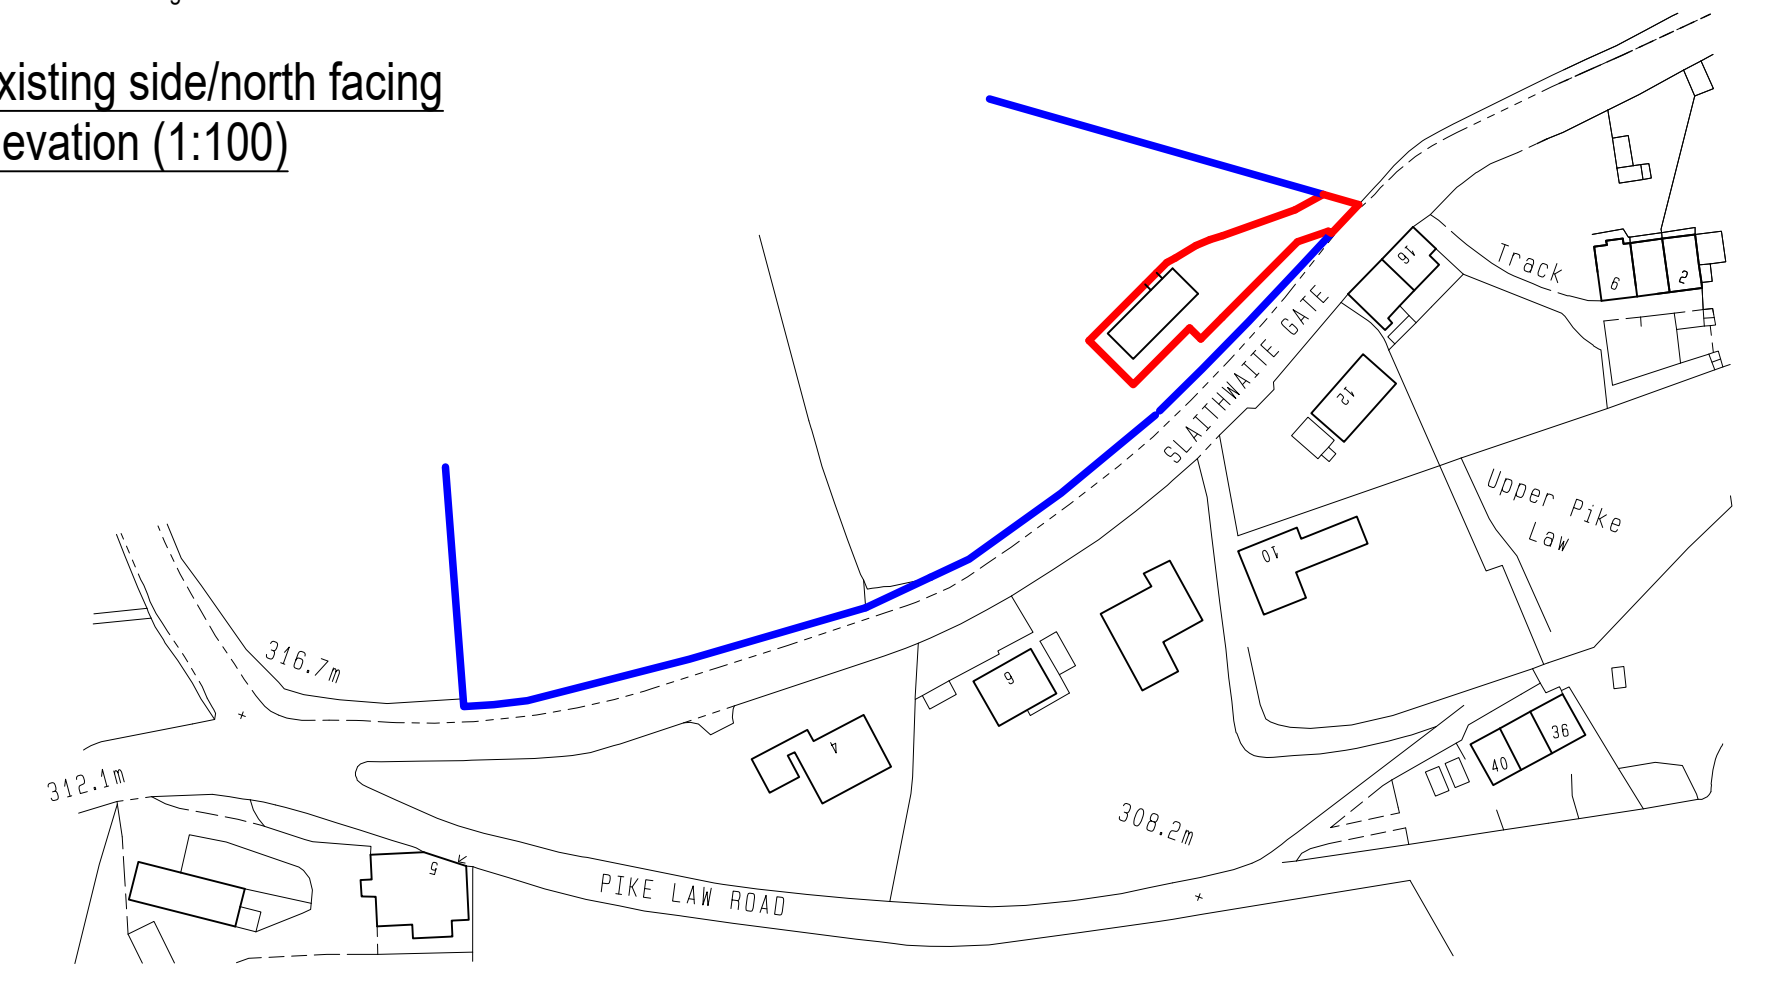 xisting side/north facing
evation (1:100)
Track
16
6
2
SLAITHWAITE GATE
12
Upper Pike
Law
10
316.7m
9
4
36
40
312.1m
308.2m
5
PIKE LAW ROAD